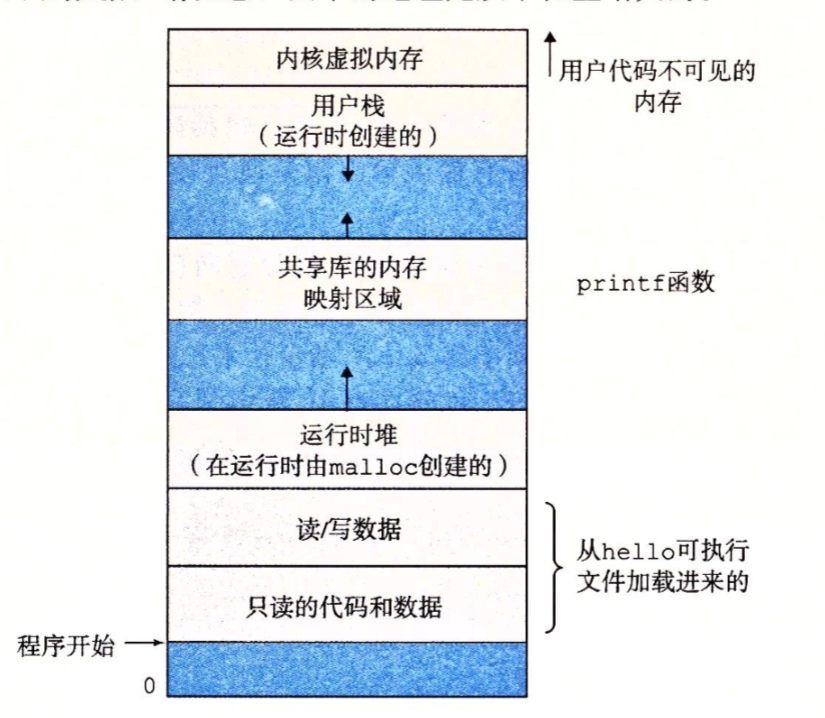 内核虚拟内存
用户代码不可见的
内存
用户栈
(运行时创建的)
共享库的内存
映射区域
printf函数
运行时堆
(在运行时由malloc创建的)
读/写数据
从hello可执行
文件加载进来的
只读的代码和数据
程序开始
0